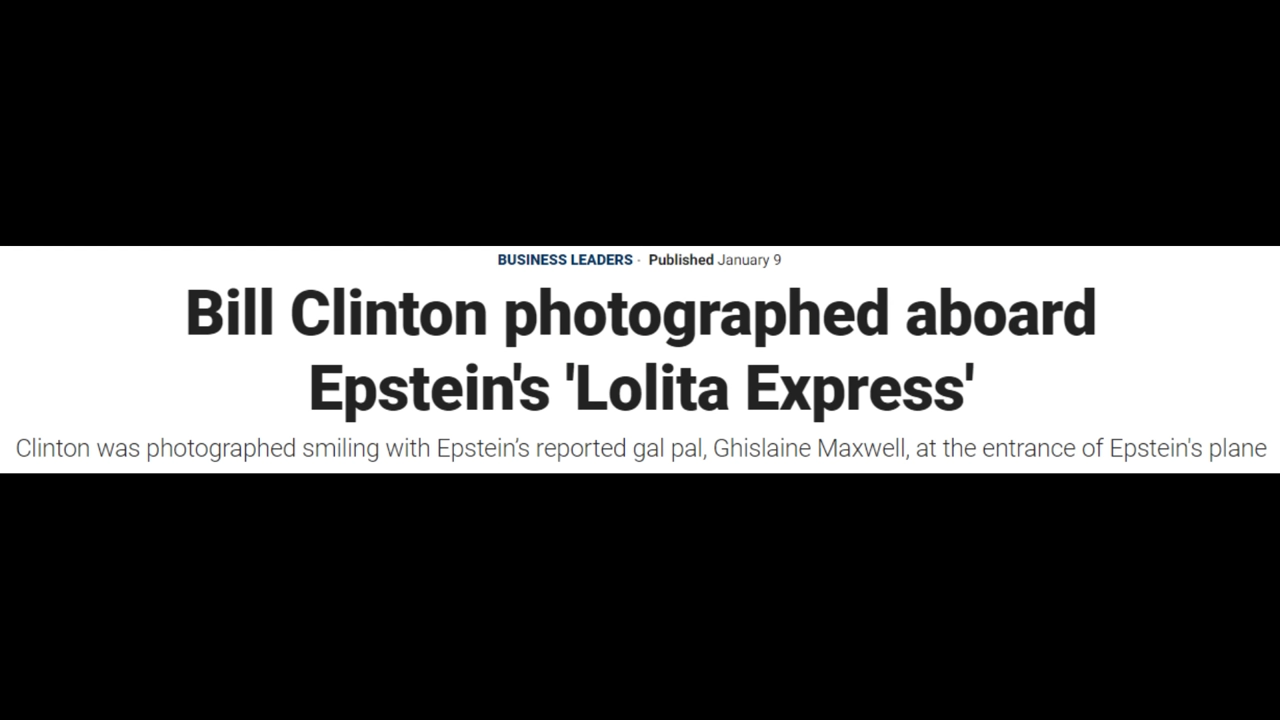 BUSINESS LEADERS · Published January 9
Bill Clinton photographed aboard
Epstein's 'Lolita Express'
Clinton was photographed smiling with Epstein’s reported gal pal, Ghislaine Maxwell, at the entrance of Epstein's plane